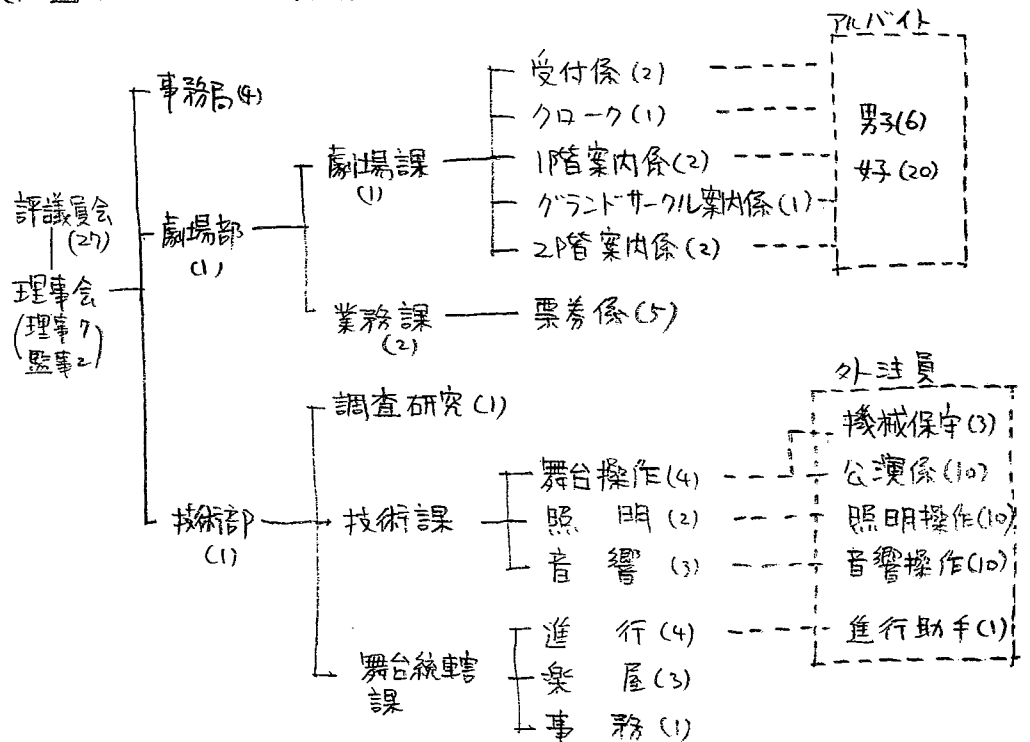 アルバイト
受付係(2)
事務局(4)
クローク(1)
男子(6)
劇場課
(1)
1階案内係(2)
女子(20)
評議員会
(27)
劇場部
(1)
グランドサークル案内係(1)
2階案内係(2)
理事会
(理事7
監事2)
業務課
(2)
票券係(5)
外注員
調査研究(1)
機械保守(3)
舞台操作(4)
公演係(10)
技術部
(1)
技術課
照 明(2)
照明操作(10)
音 響(3)
音響操作(10)
進 行(4)
進行助手(1)
舞台統轄
課
楽 屋(3)
事 務(1)